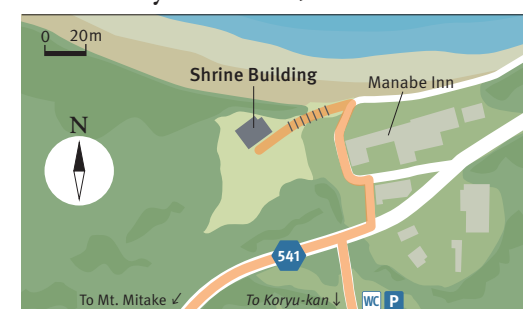 0 20m
Shrine Building
Manabe Inn
N
541
To Mt. Mitake ↙
To Koryu-kan ↓
WC P